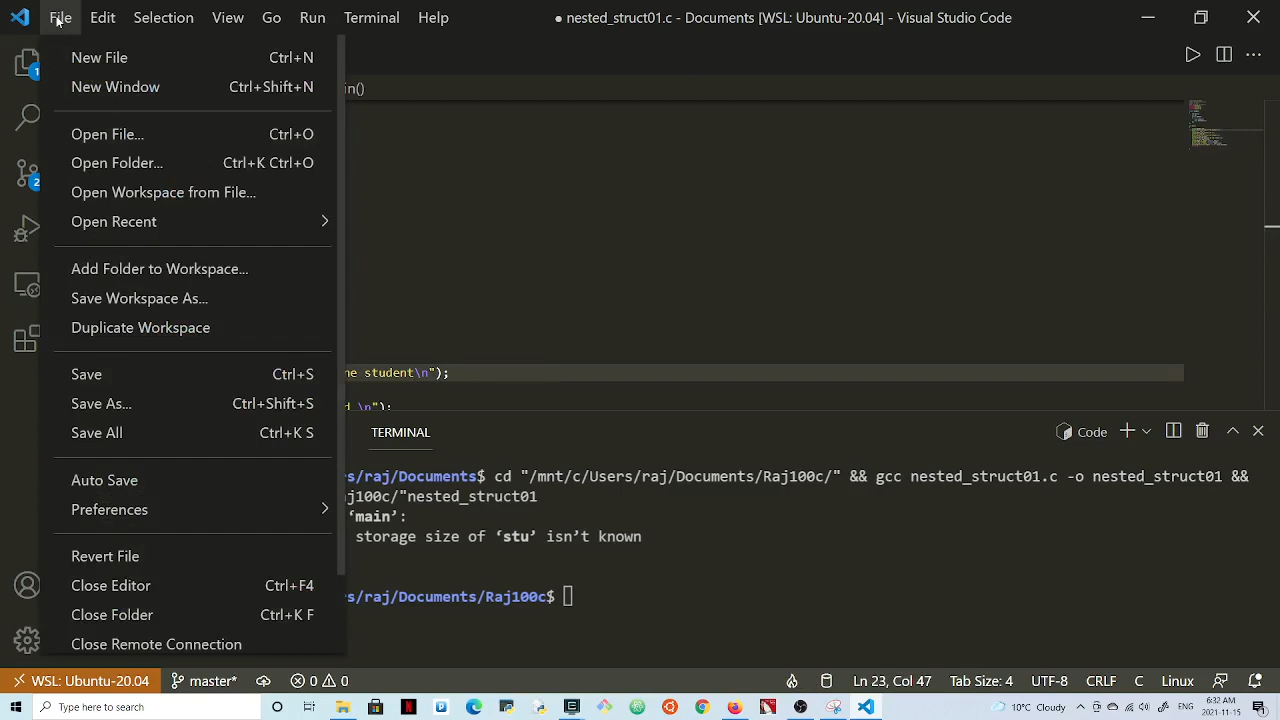 File Edit Selection View Go Run Terminal Help ● nested_struct01.c - Documents [WSL: Ubuntu-20.04] - Visual Studio Code
New File Ctrl+N
New Window Ctrl+Shift+N
in()
Open File... Ctrl+O
Open Folder... Ctrl+K Ctrl+O
Open Workspace from File...
Open Recent
Add Folder to Workspace...
Save Workspace As...
Duplicate Workspace
Save Ctrl+S
ne student\n");
Save As... Ctrl+Shift+S
d \n");
Save All Ctrl+K S
TERMINAL
Code
Auto Save
s/raj/Documents$ cd "/mnt/c/Users/raj/Documents/Raj100c/" && gcc nested_struct01.c -o nested_struct01 &&
j100c/"nested_struct01
Preferences
‘main’:
storage size of ‘stu’ isn’t known
Revert File
Close Editor Ctrl+F4
s/raj/Documents/Raj100c$
Close Folder Ctrl+K F
Close Remote Connection
1
2
WSL: Ubuntu-20.04 master* 0 0 Ln 23, Col 47 Tab Size: 4 UTF-8 CRLF C Linux
Type here to search
10°C Cloudy
6:32 AM
2021-11-15